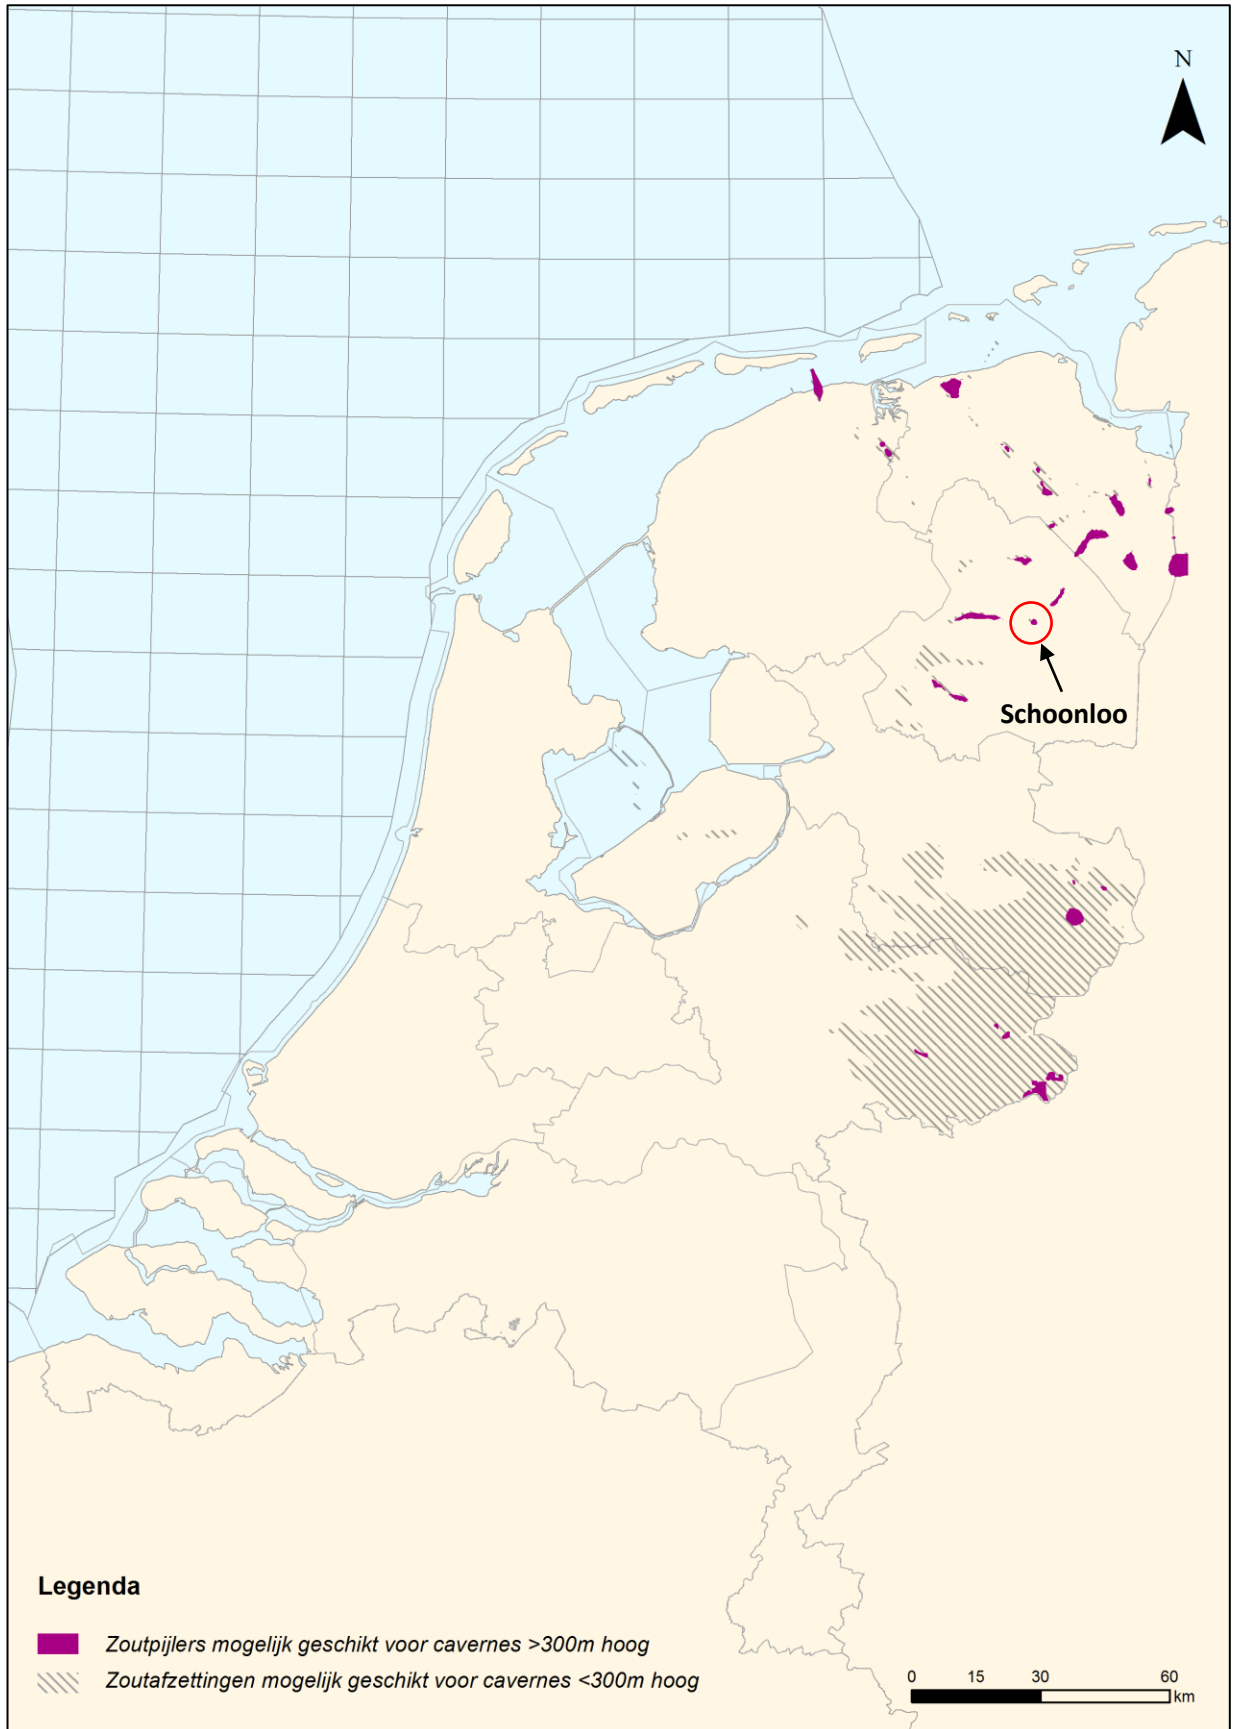 N
Schoonloo
Legenda
Zoutpijlers mogelijk geschikt voor cavernes >300m hoog
Zoutafzettingen mogelijk geschikt voor cavernes <300m hoog
0 15 30 60
km